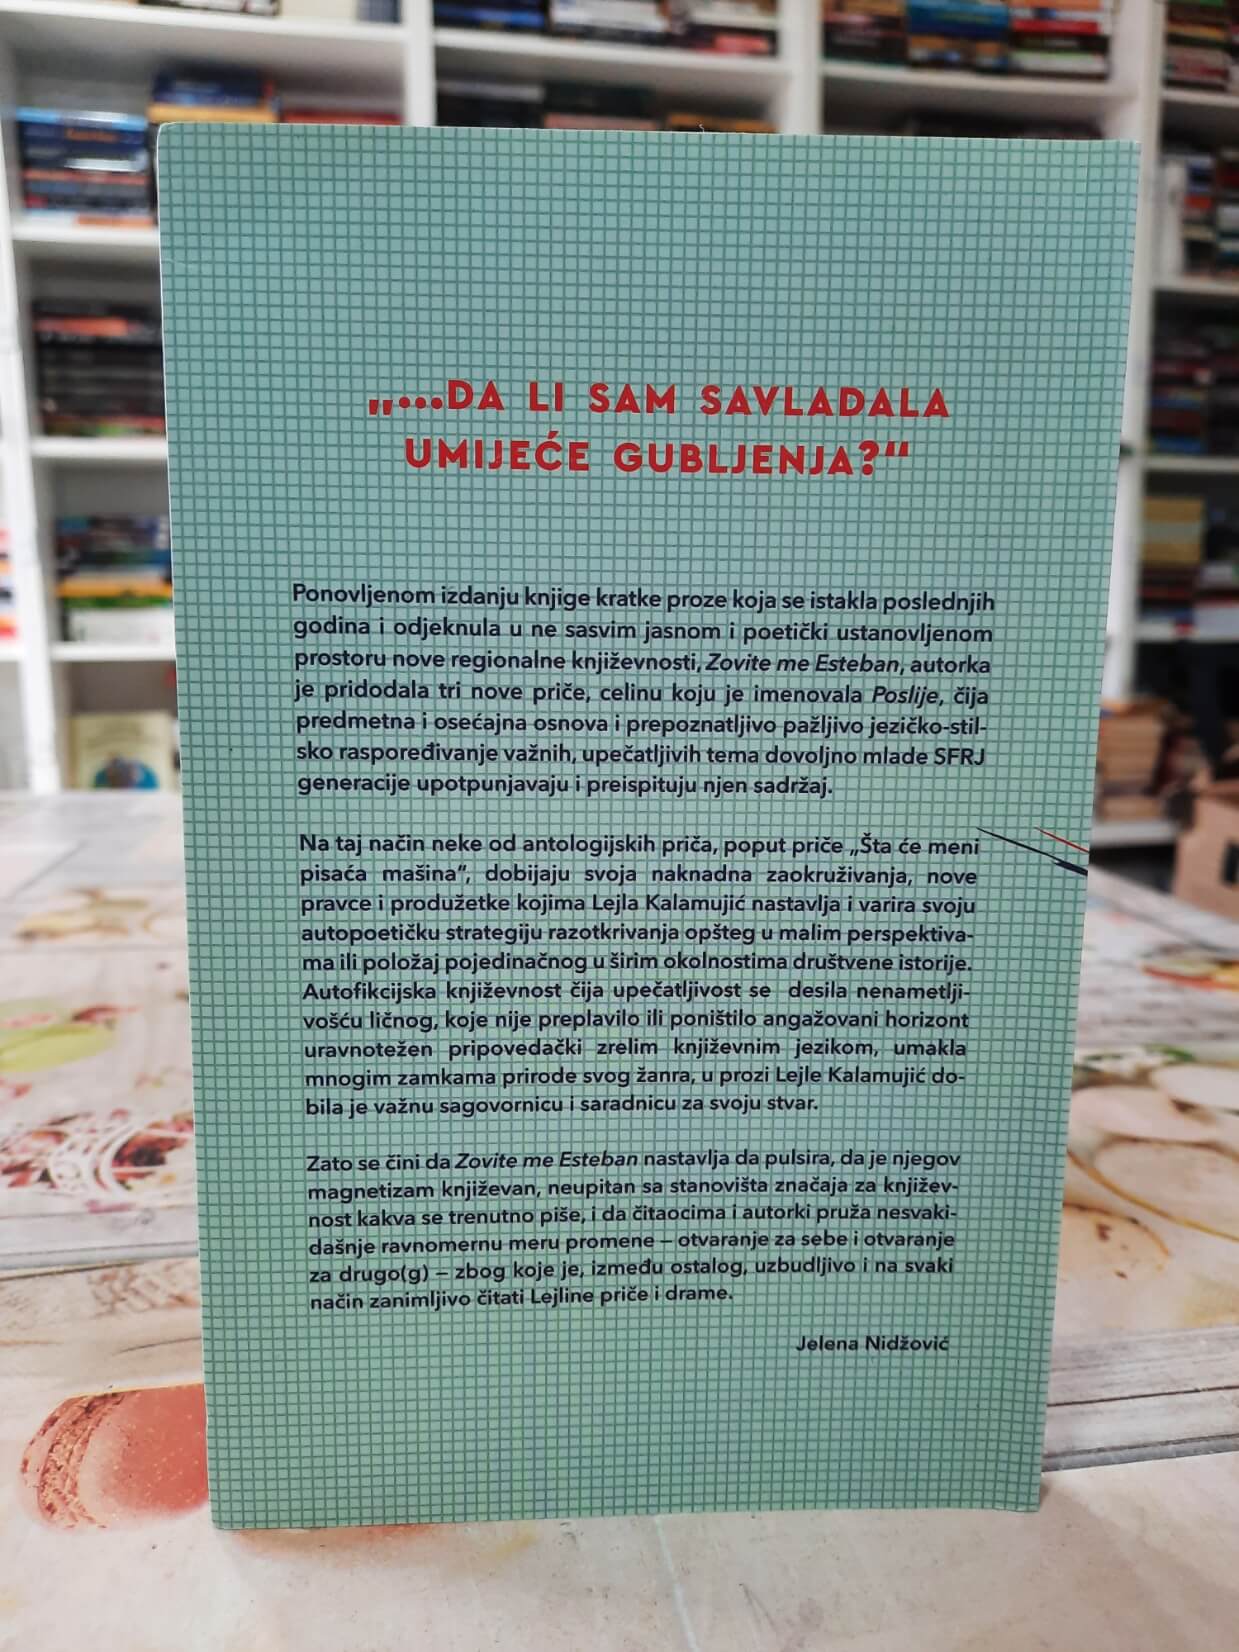 „...DA LI SAM SAVLADALA
UMIJEĆE GUBLJENJA?“
Ponovljenom izdanju knjige kratke proze koja se istakla poslednjih
godina i odjeknula u ne sasvim jasnom i poetički ustanovljenom
prostoru nove regionalne književnosti, Zovite me Esteban, autorka
je pridodala tri nove priče, celinu koju je imenovala Poslije, čija
predmetna i osećajna osnova i prepoznatljivo pažljivo jezičko-stil-
sko raspoređivanje važnih, upečatljivih tema dovoljno mlade SFRJ
generacije upotpunjavaju i preispituju njen sadržaj.
Na taj način neke od antologijskih priča, poput priče „Šta će meni
pisaća mašina“, dobijaju svoja naknadna zaokruživanja, nove
pravce i produžetke kojima Lejla Kalamujić nastavlja i varira svoju
autopoetičku strategiju razotkrivanja opšteg u malim perspektiva-
ma ili položaj pojedinačnog u širim okolnostima društvene istorije.
Autofikcijska književnost čija upečatljivost se desila nenametlji-
vošću ličnog, koje nije preplavilo ili poništilo angažovani horizont
uravnotežen pripovedački zrelim književnim jezikom, umakla
mnogim zamkama prirode svog žanra, u prozi Lejle Kalamujić do-
bila je važnu sagovornicu i saradnicu za svoju stvar.
Zato se čini da Zovite me Esteban nastavlja da pulsira, da je njegov
magnetizam književan, neupitan sa stanovišta značaja za književ-
nost kakva se trenutno piše, i da čitaocima i autorki pruža nesvaki-
dašnje ravnomernu meru promene – otvaranje za sebe i otvaranje
za drugo(g) – zbog koje je, između ostalog, uzbudljivo i na svaki
način zanimljivo čitati Lejline priče i drame.
Jelena Nidžović